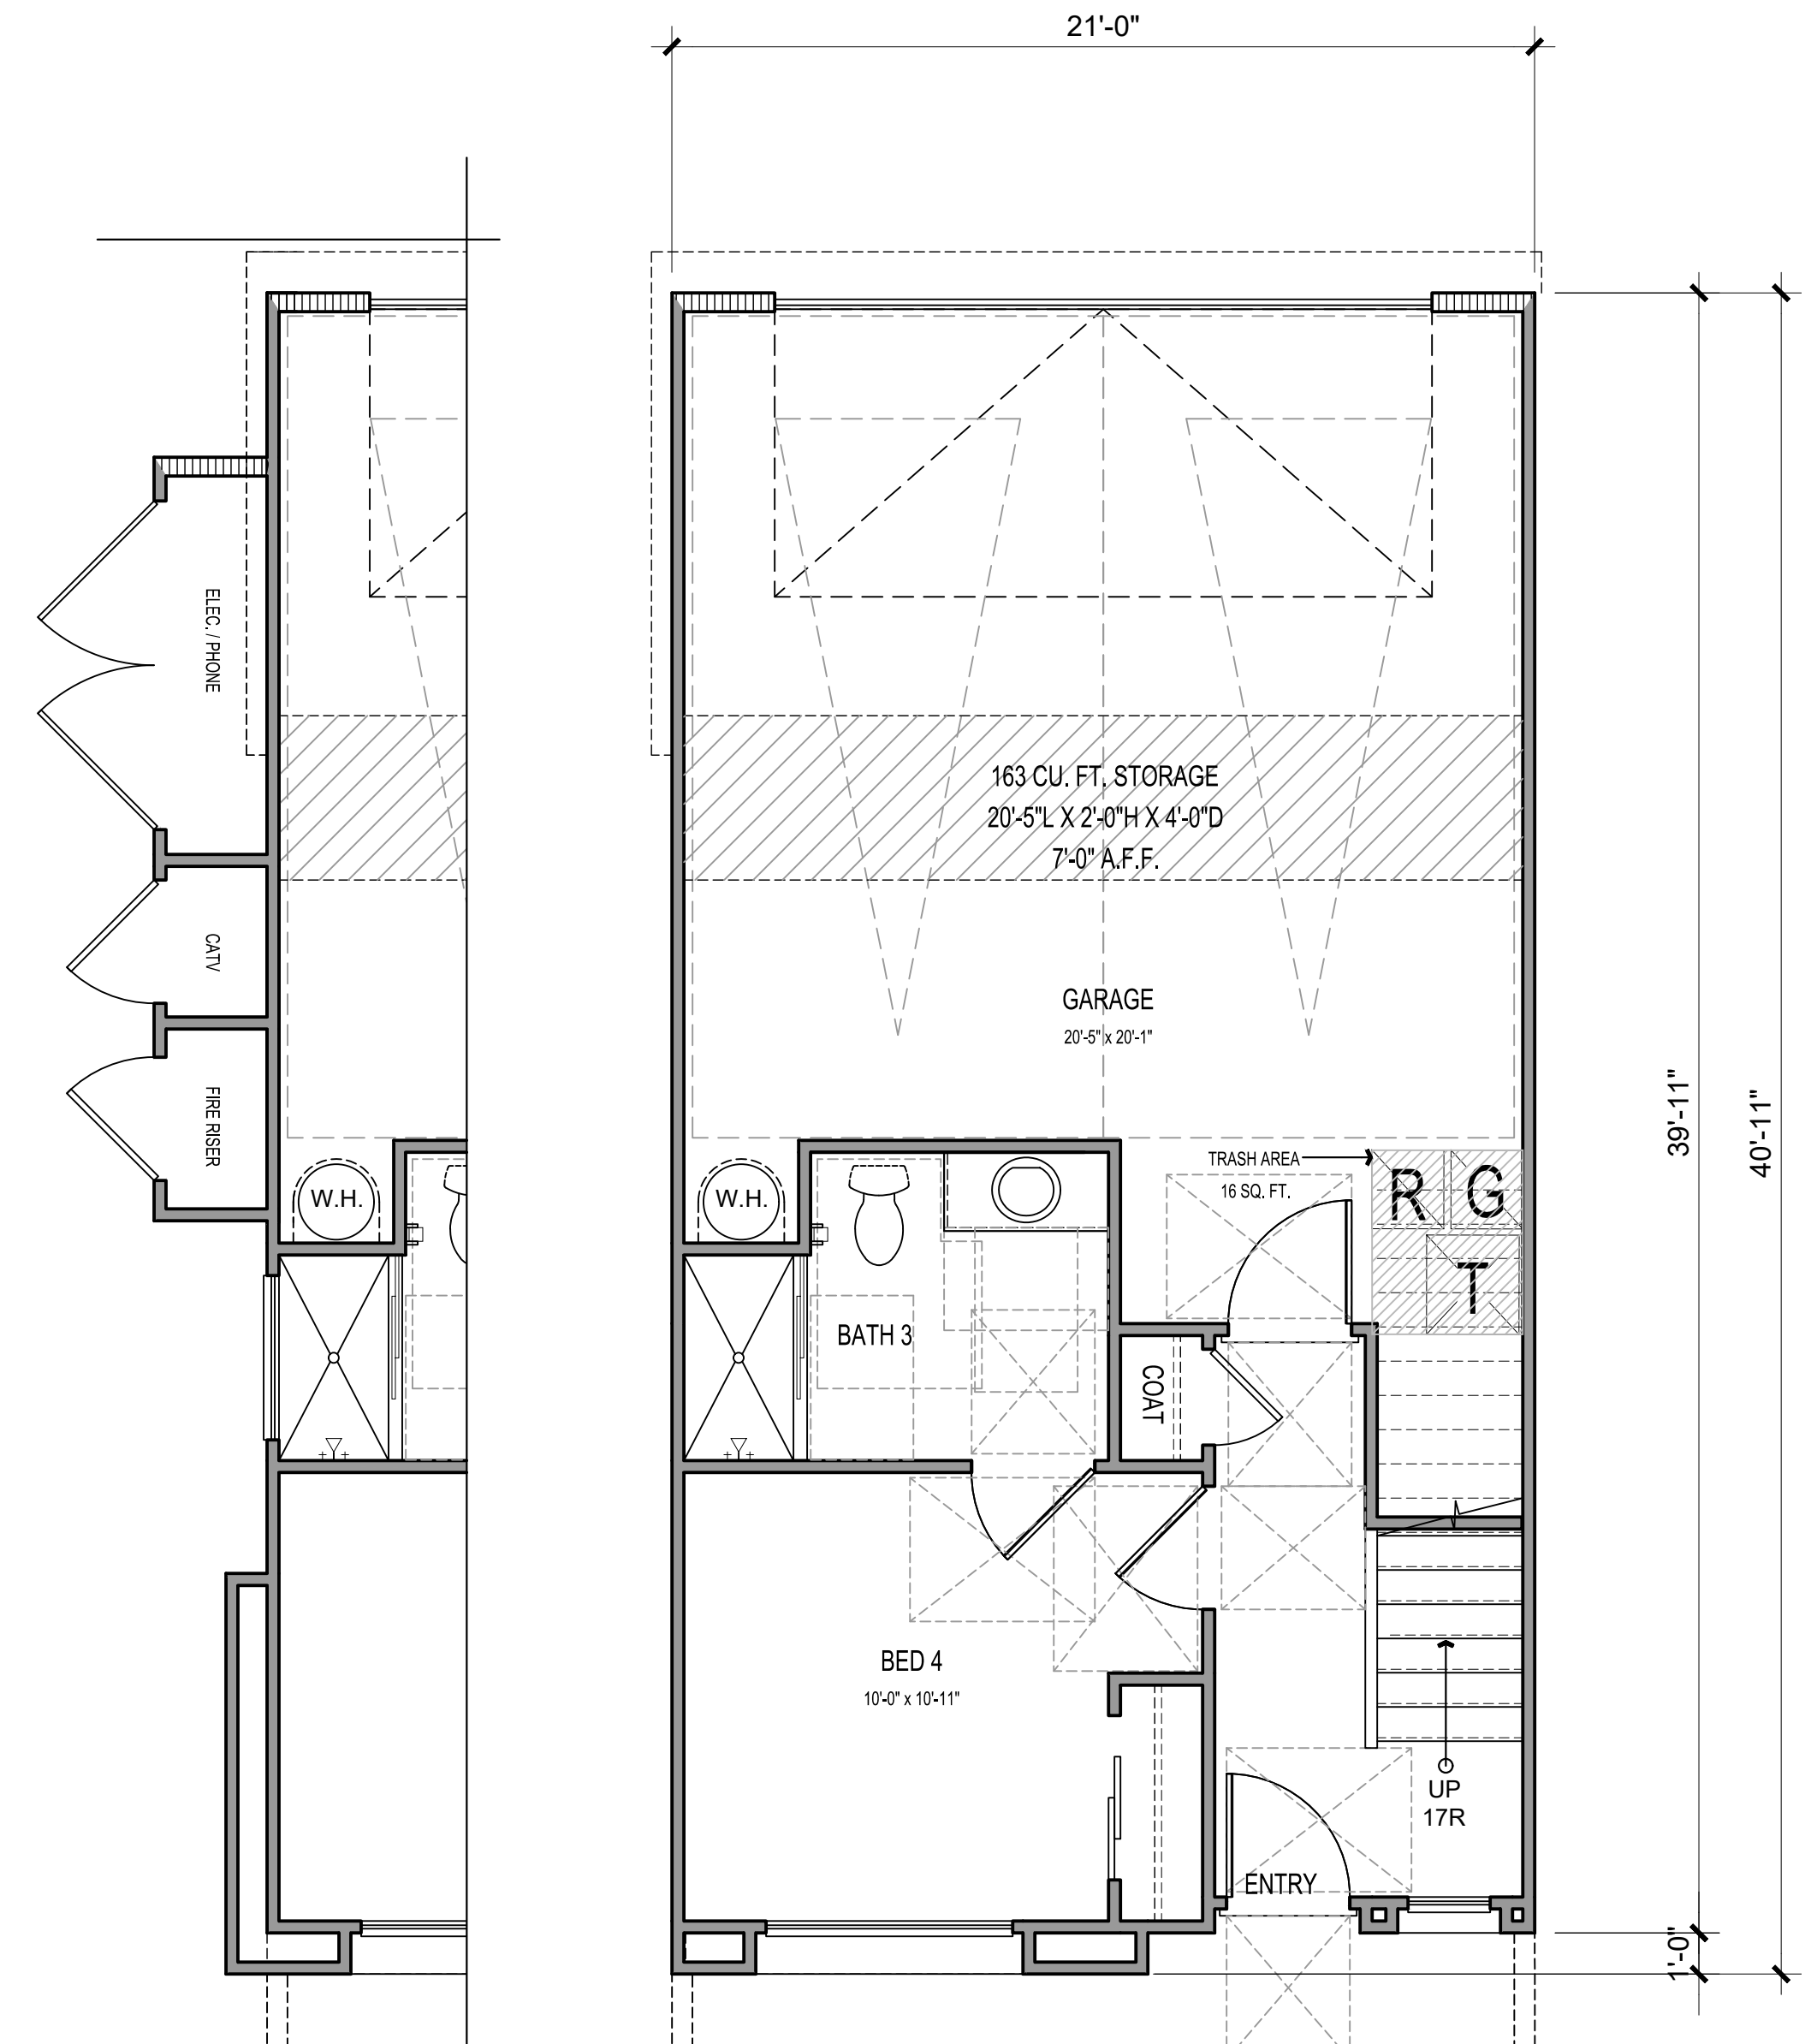 21'-0"
ELEC. / PHONE
163 CU. FT. STORAGE
20'-5"L X 2'-0"H X 4'-0"D
7'-0" A.F.F.
CATV
GARAGE
20'-5" x 20'-1"
39'-11"
40'-11"
FIRE RISER
TRASH AREA
16 SQ. FT.
R
G
W.H.
W.H.
T
BATH 3
COAT
BED 4
10'-0" x 10'-11"
UP
17R
ENTRY
1'-0"